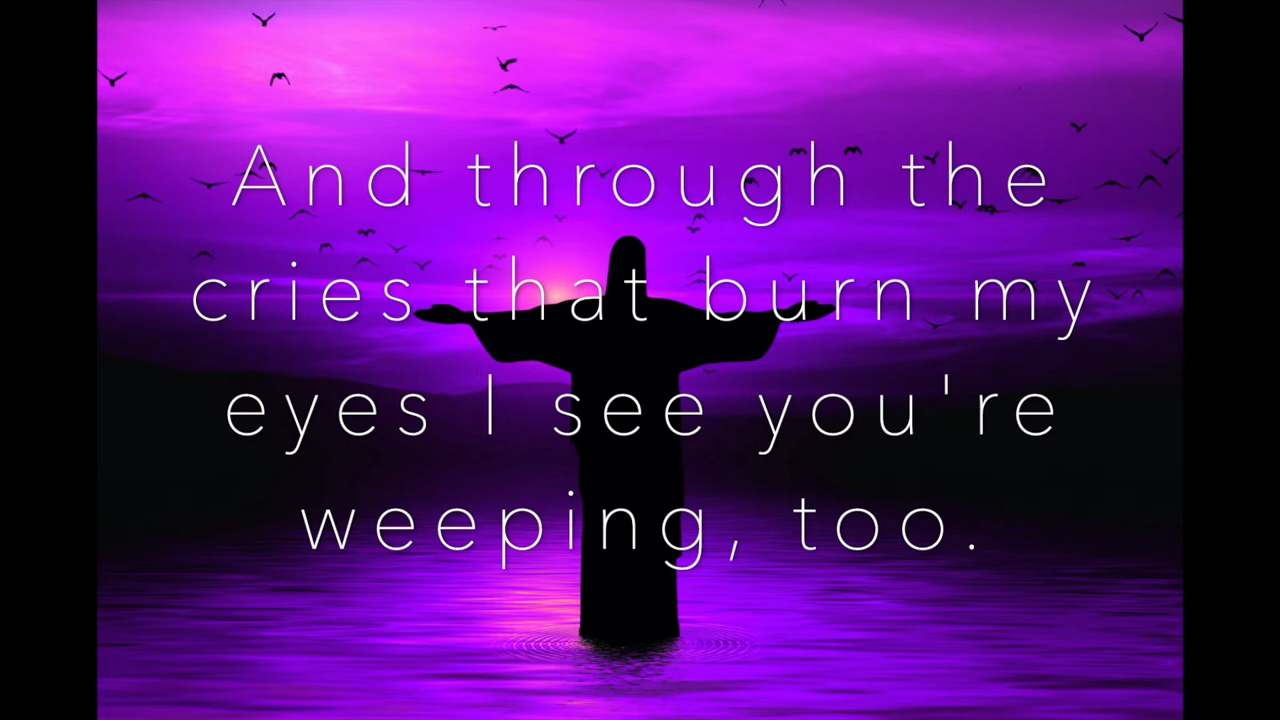 And through the
cries that burn my
eyes I see you're
weeping, too.